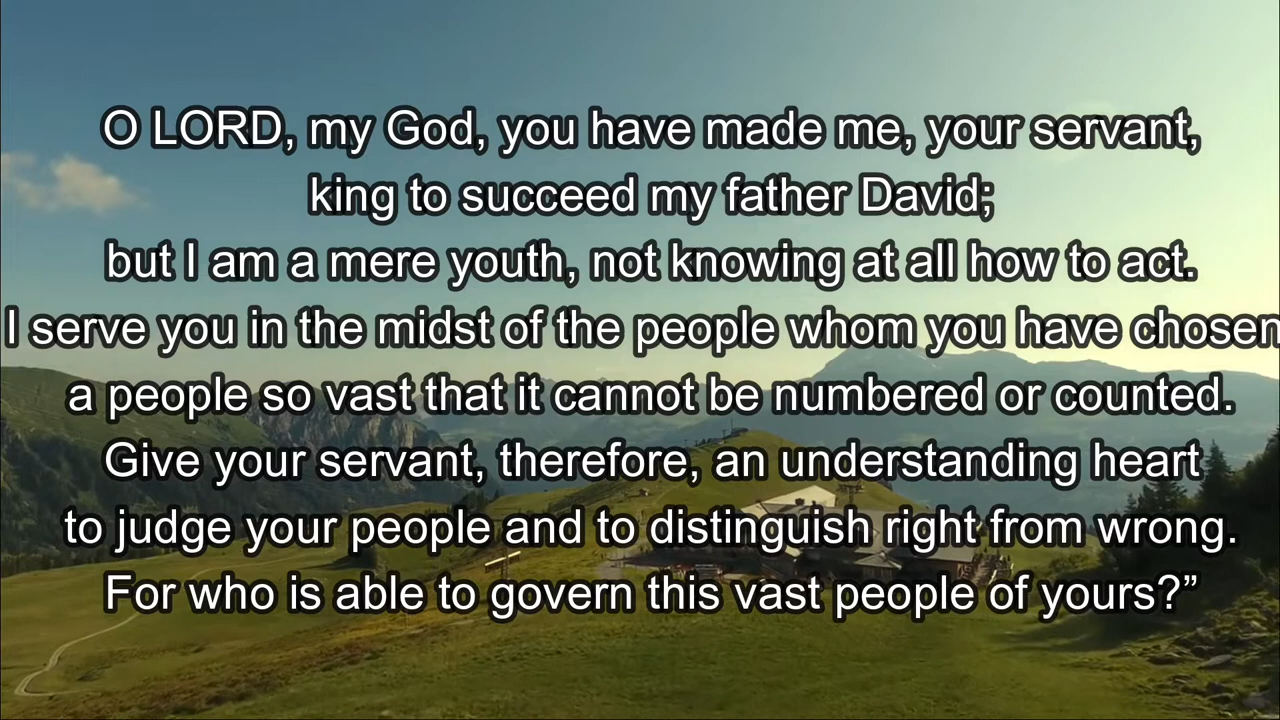 O LORD, my God, you have made me, your servant,
king to succeed my father David;
but I am a mere youth, not knowing at all how to act.
I serve you in the midst of the people whom you have chosen
a people so vast that it cannot be numbered or counted.
Give your servant, therefore, an understanding heart
to judge your people and to distinguish right from wrong.
For who is able to govern this vast people of yours?”